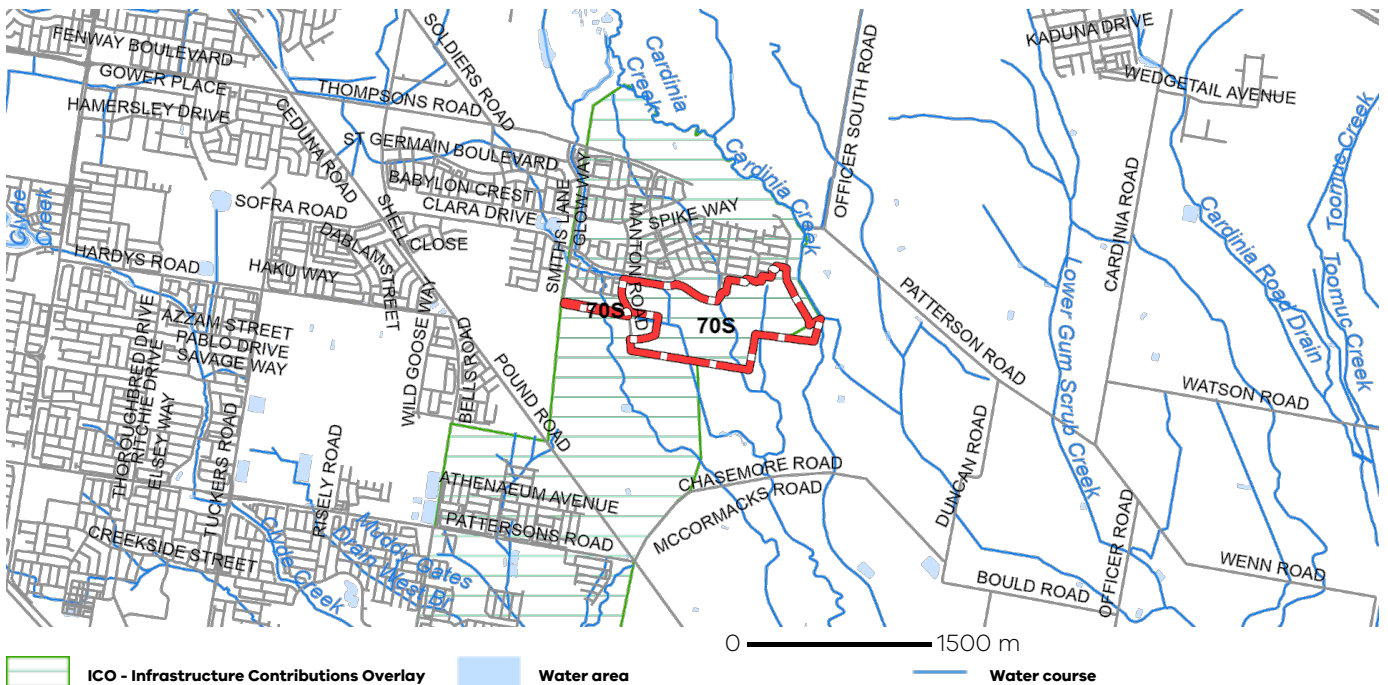 FENWAY BOULEVARD
GOWER PLACE
HAMERSLEY DRIVE
THOMPSONS ROAD
SOLDIERS ROAD
CEDUNA ROAD
ST GERMAIN BOULEVARD
BABYLON CREST
CLARA DRIVE
SMITHS LANE
GLOW WAY
MANTON ROAD
SPIKE WAY
Cardinia
Creek
Cardinia Creek
OFFICER SOUTH ROAD
KADUNA DRIVE
WEDGETAIL AVENUE
CARDINIA ROAD
Toomuc Creek
Toomuc Creek
Cardinia Road Drain
Lower Gum Scrub Creek
PATTERSON ROAD
WATSON ROAD
Clyde
Creek
SOFRA ROAD
SHELL
CLOSE
DABLAM STREET
HARDYS ROAD
HAKU WAY
AZZAM STREET
PABLO DRIVE
SAVAGE WAY
THOROUGHBRED DRIVE
RITCHIE DRIVE
ELSEY WAY
TUCKERS ROAD
WILD GOOSE WAY
BELLS ROAD
POUND ROAD
70S
70S
RISELY ROAD
ATHENAEUM AVENUE
PATTERSONS ROAD
CHASEMORE ROAD
MCCORMACKS ROAD
DUNCAN ROAD
OFFICER ROAD
BOULD ROAD
WENN ROAD
CREEKSIDE STREET
Clyde Creek
Muddy Gates
Drain West Br
0 1500 m
ICO - Infrastructure Contributions Overlay
Water area
Water course